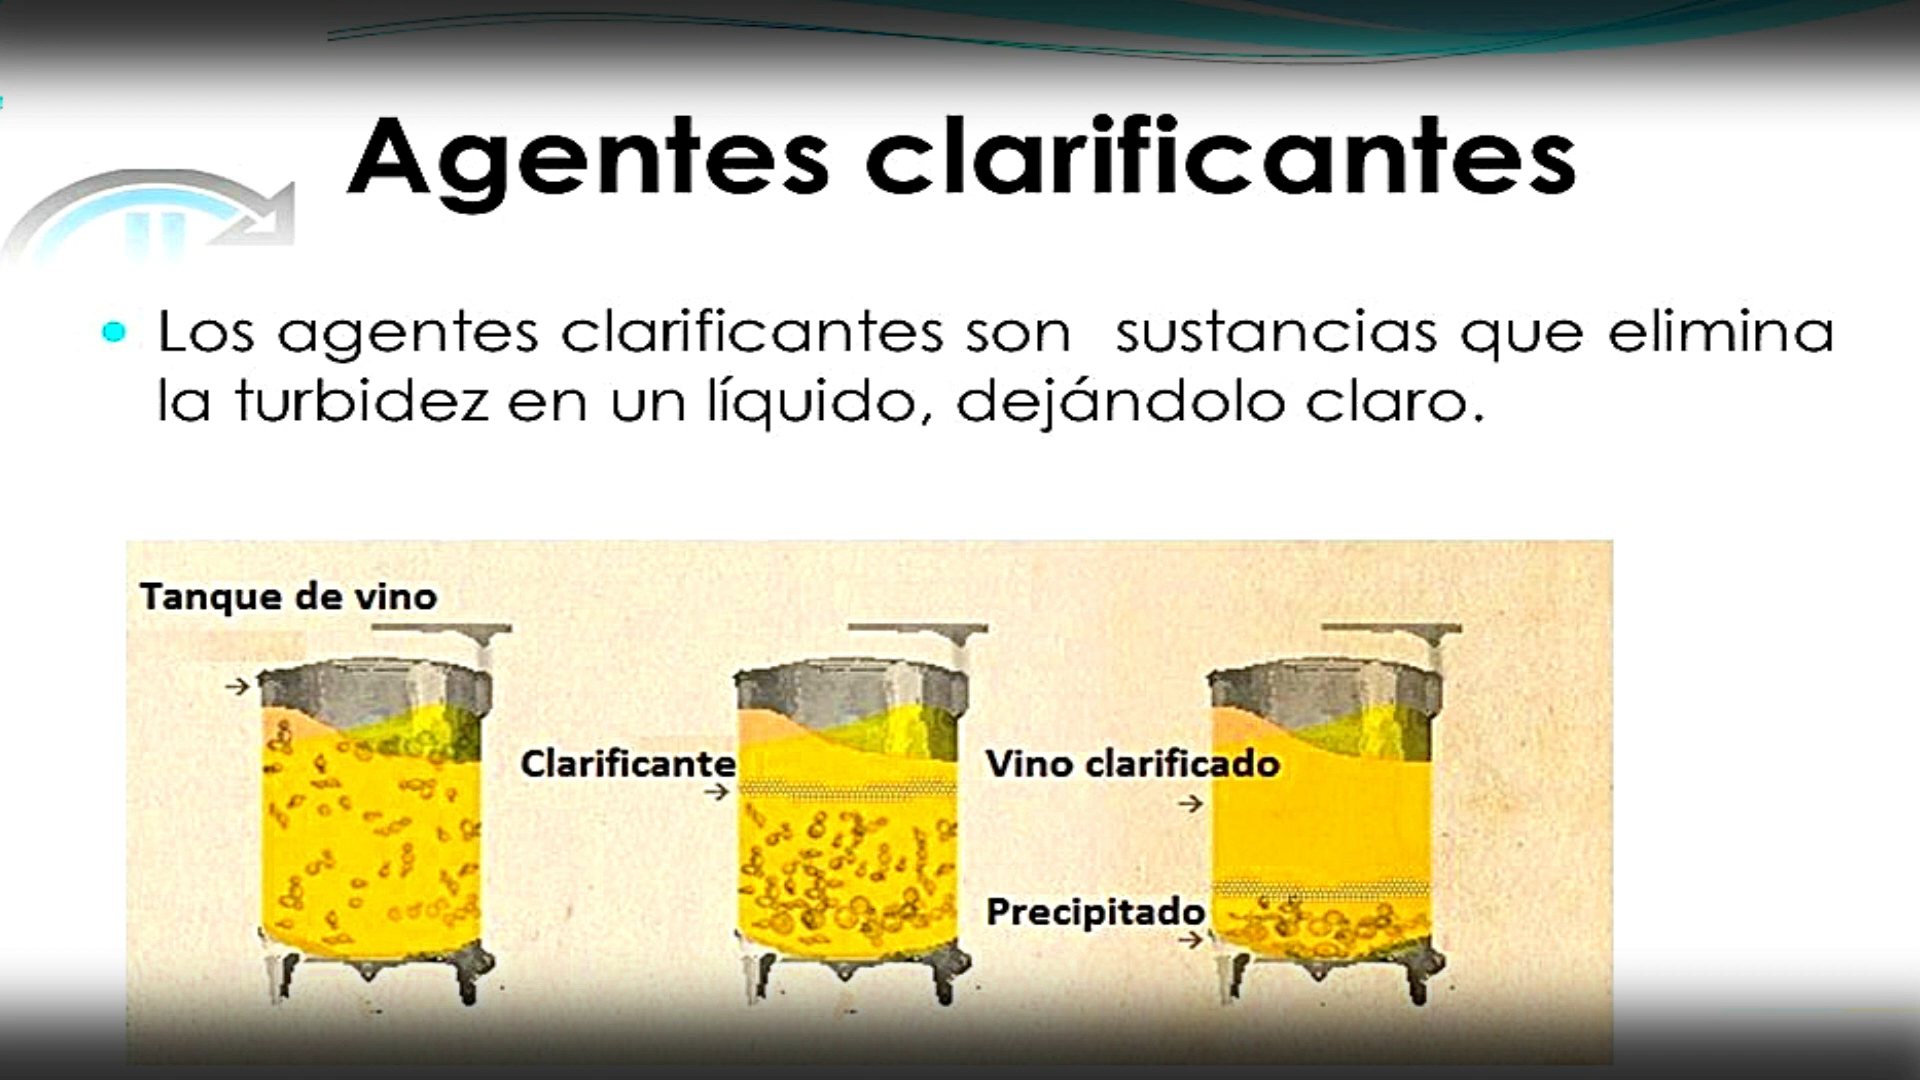 Agentes clarificantes
Los agentes clarificantes son sustancias que elimina
la turbidez en un líquido, dejándolo claro.
Tanque de vino
Clarificante
Vino clarificado
Precipitado